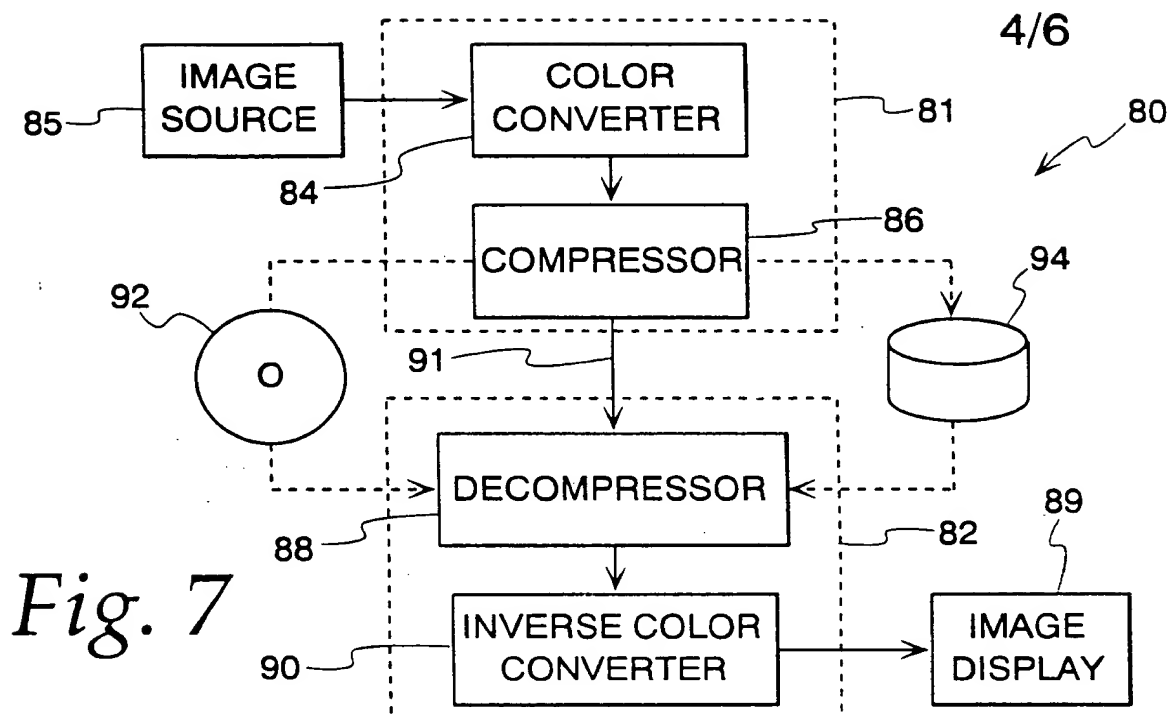 4/6
IMAGE
SOURCE
85
COLOR
CONVERTER
84
81
80
COMPRESSOR
86
92
94
91
DECOMPRESSOR
88
82
89
Fig. 7
INVERSE COLOR
CONVERTER
90
IMAGE
DISPLAY